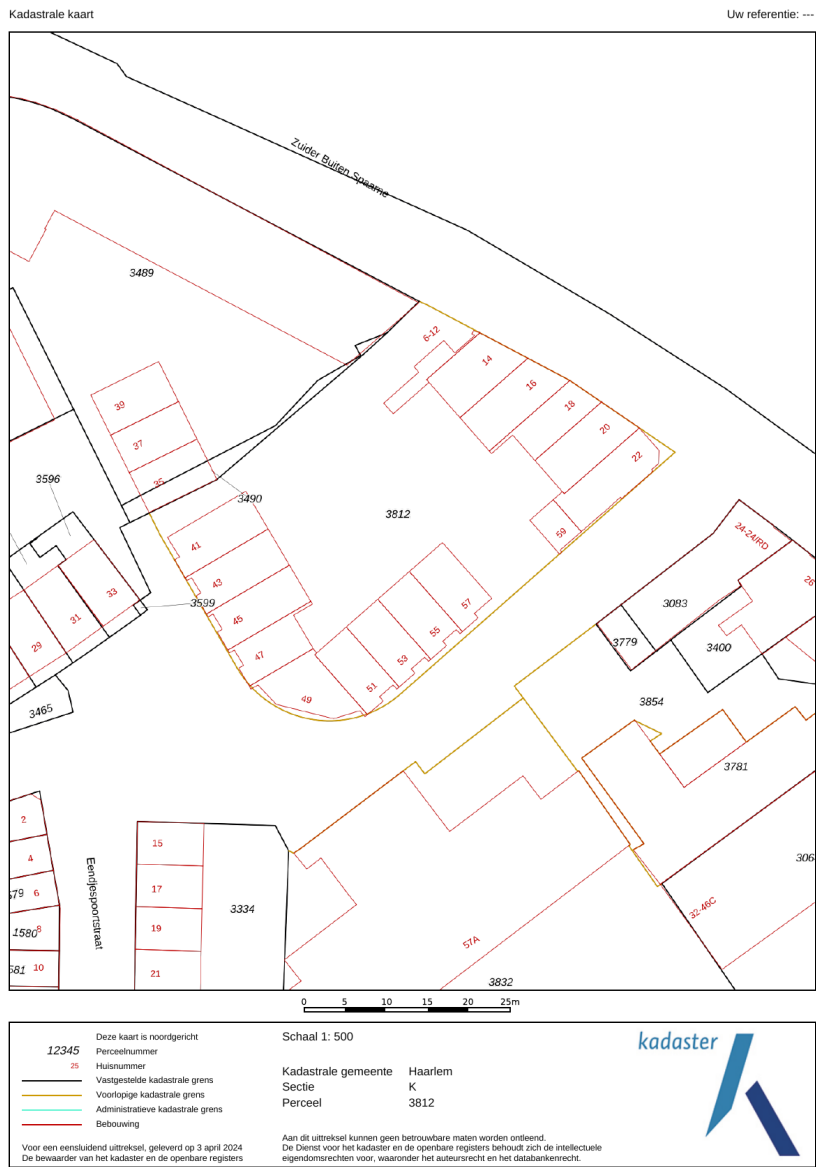 Kadastrale kaart
Uw referentie: ---
Zuider Buiten Spaarne
3489
6-12
14
16
18
20
22
39
37
35
3596
3490
3812
41
43
45
47
49
51
53
55
57
59
24-24/RD
26
3083
3779
3400
33
31
29
3599
3465
3854
3781
2
4
6
579
8
1580
581
10
Eendjespoortstraat
15
17
19
21
3334
57A
3832
32-46C
306
0 5 10 15 20 25m
Deze kaart is noordgericht
12345 Perceelnummer
25 Huisnummer
Vastgestelde kadastrale grens
Voorlopige kadastrale grens
Administratieve kadastrale grens
Bebouwing
Voor een eensluidend uittreksel, geleverd op 3 april 2024
De bewaarder van het kadaster en de openbare registers
Schaal 1: 500
Kadastrale gemeente Haarlem
Sectie K
Perceel 3812
Aan dit uittreksel kunnen geen betrouwbare maten worden ontleend.
De Dienst voor het kadaster en de openbare registers behoudt zich de intellectuele
eigendomsrechten voor, waaronder het auteursrecht en het databankenrecht.
kadaster